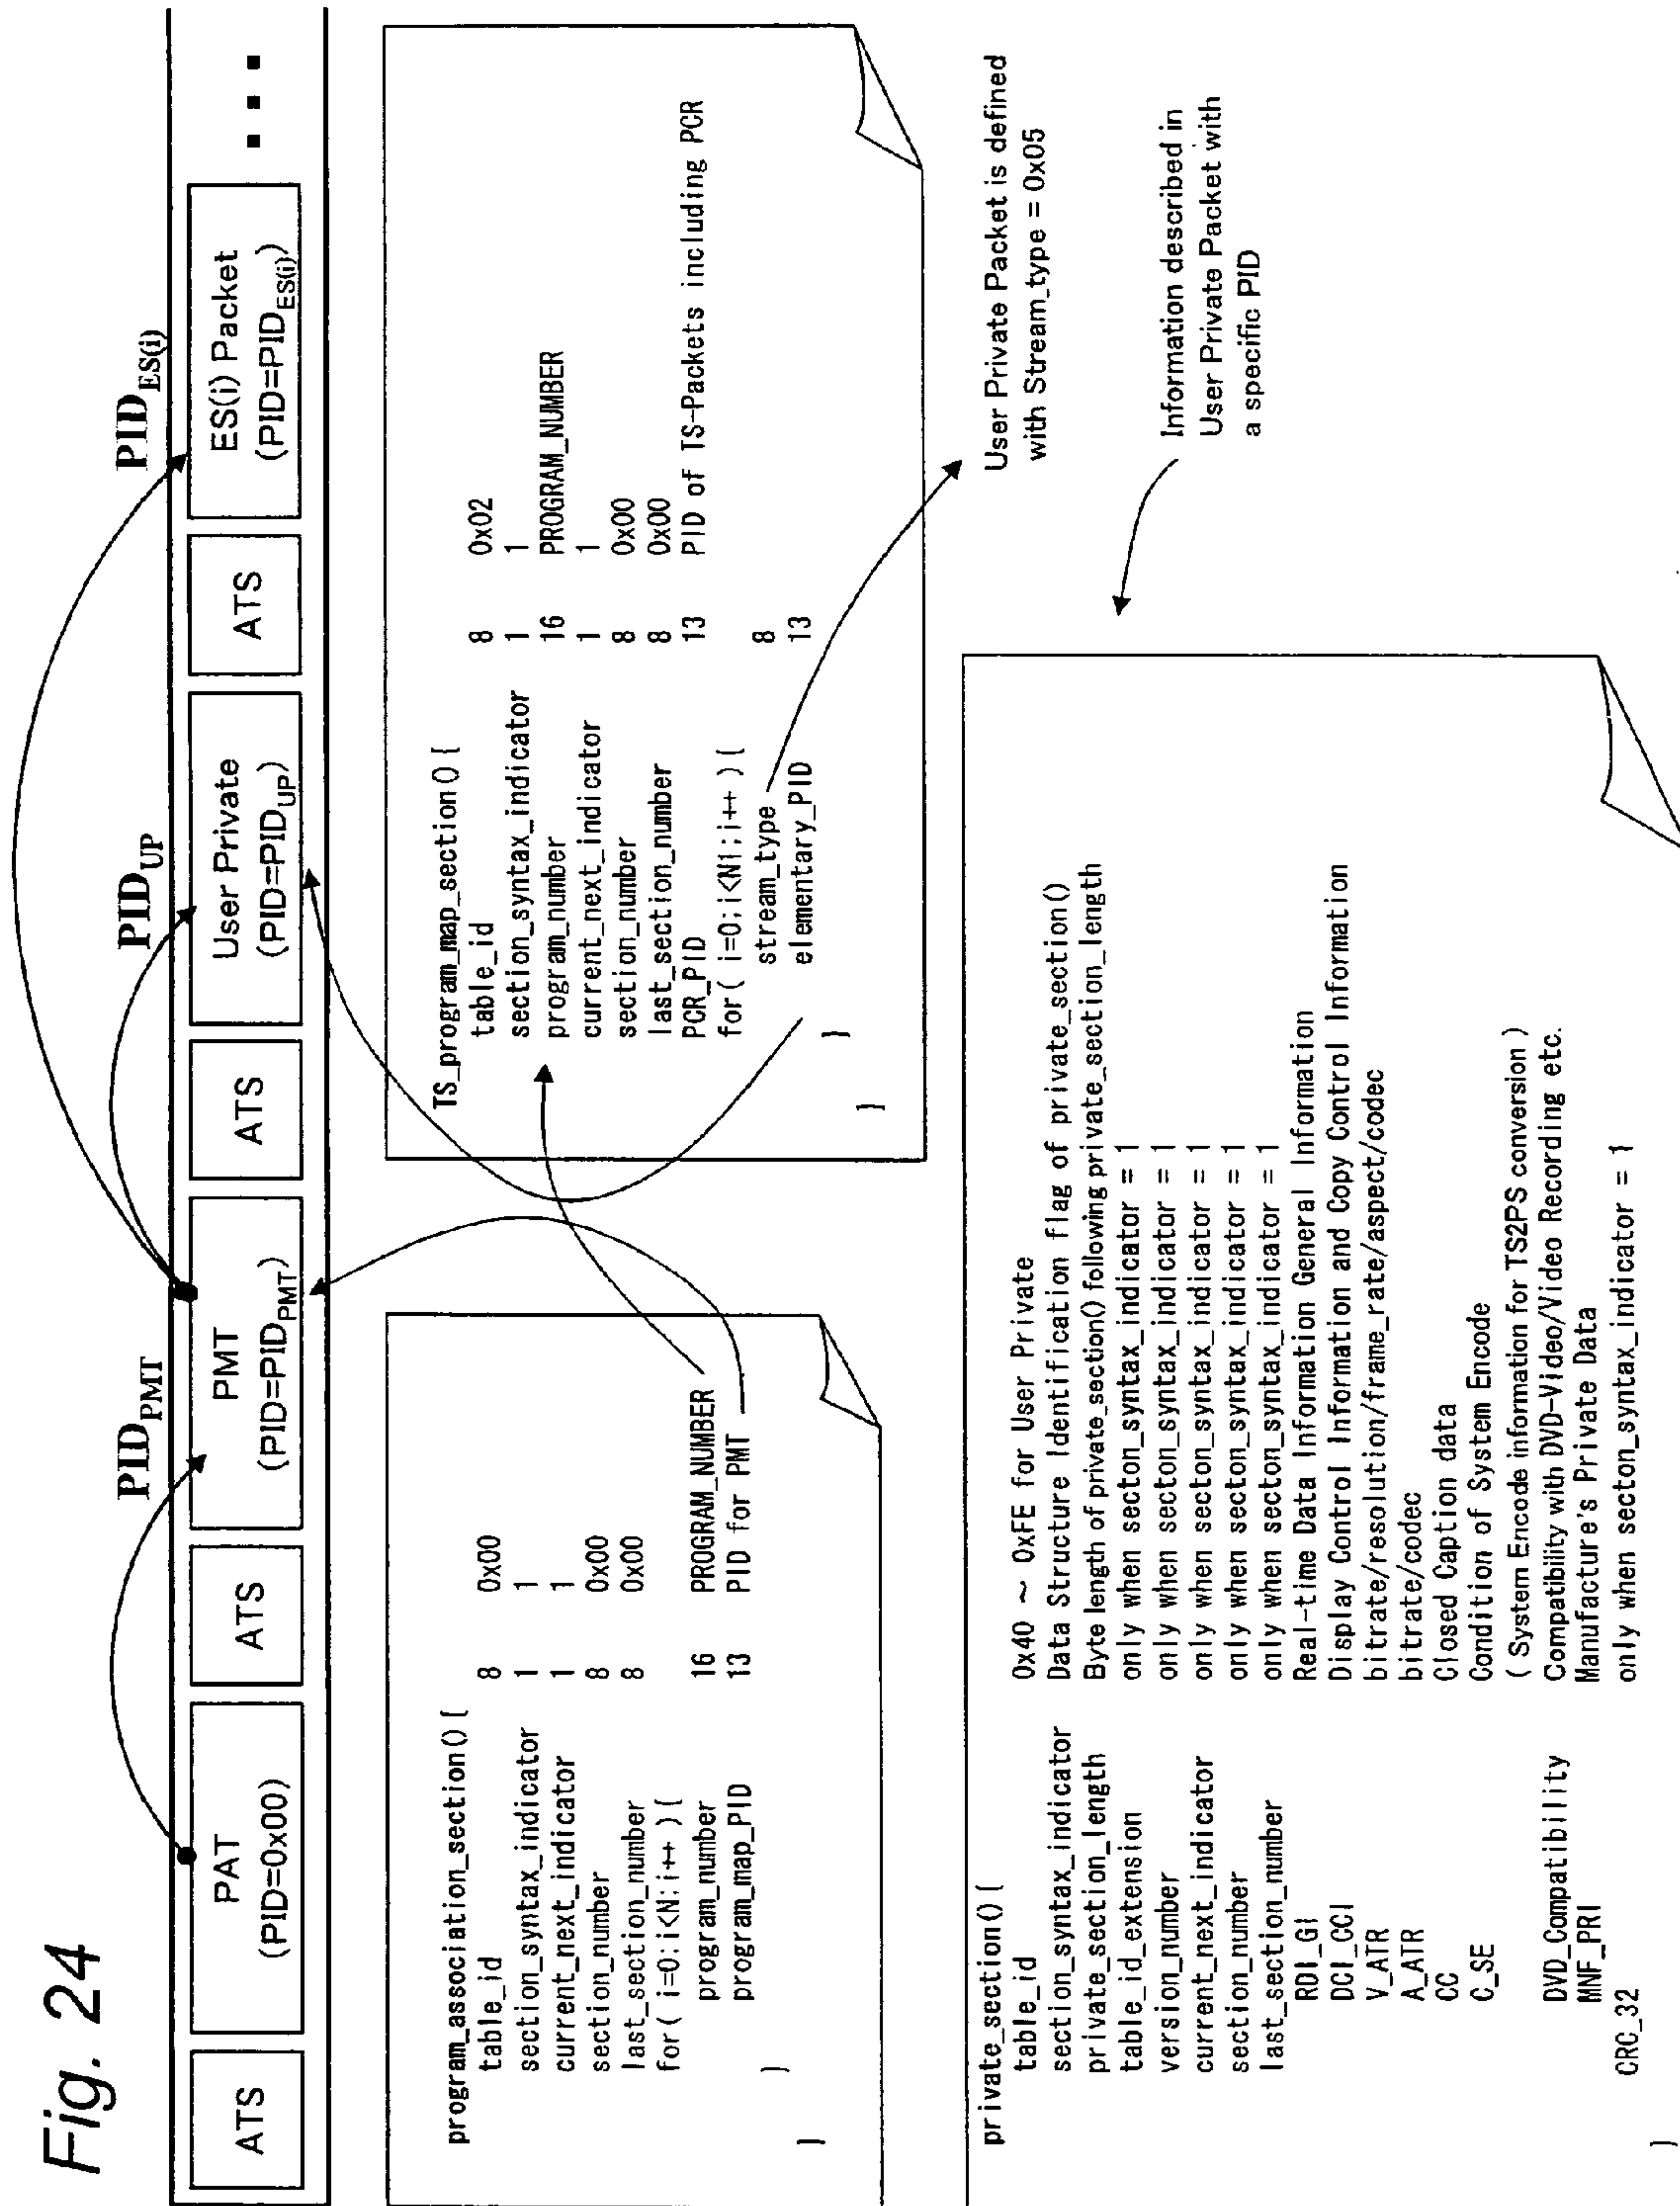 Fig. 24
PID_PMT
PID_UP
PID_ES(i)
ATS
PAT
(PID=0x00)
ATS
PMT
(PID=PID_PMT)
ATS
User Private
(PID=PID_UP)
ATS
ES(i) Packet
(PID=PID_ES(i))
▪ ▪ ▪
program_association_section() {
table_id 8 0x00
section_syntax_indicator 1 1
current_next_indicator 1 1
section_number 8 0x00
last_section_number 8 0x00
for( i=0;i<N;i++ ) {
program_number 16 PROGRAM_NUMBER
program_map_PID 13 PID for PMT
}
TS_program_map_section() {
table_id 8 0x02
section_syntax_indicator 1 1
program_number 16 PROGRAM_NUMBER
current_next_indicator 1 1
section_number 8 0x00
last_section_number 8 0x00
PCR_PID 13 PID of TS-Packets including PCR
for( i=0;i<N1;i++ ) {
stream_type 8
elementary_PID 13
}
}
User Private Packet is defined
with Stream_type = 0x05
Information described in
User Private Packet with
a specific PID
private_section() {
table_id 0x40 ~ 0xFE for User Private
section_syntax_indicator Data Structure Identification flag of private_section()
private_section_length Byte length of private_section() following private_section_length
table_id_extension only when secton_syntax_indicator = 1
version_number only when secton_syntax_indicator = 1
current_next_indicator only when secton_syntax_indicator = 1
section_number only when secton_syntax_indicator = 1
last_section_number only when secton_syntax_indicator = 1
RDI_GI Real-time Data Information General Information
DCI_CCI Display Control Information and Copy Control Information
V_ATR bitrate/resolution/frame_rate/aspect/codec
A_ATR bitrate/codec
CC Closed Caption data
C_SE Condition of System Encode
( System Encode information for TS2PS conversion )
DVD_Compatibility Compatibility with DVD-Video/Video Recording etc.
MNF_PRI Manufacture's Private Data
CRC_32 only when secton_syntax_indicator = 1
}